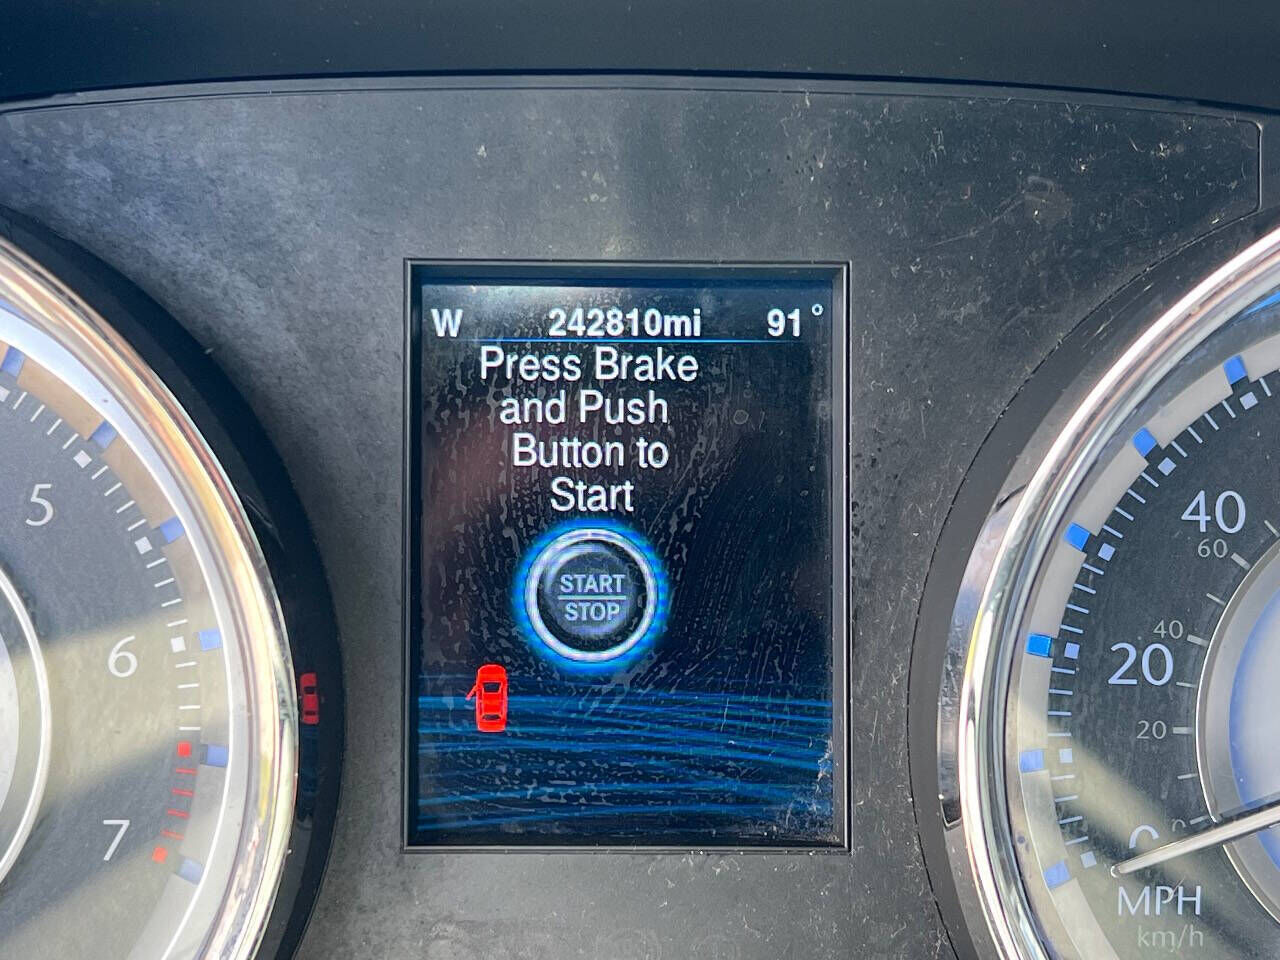 W 242810mi 91°
Press Brake
and Push
Button to
Start
START
STOP
5
6
7
40
60
40
20
20
0
MPH
km/h